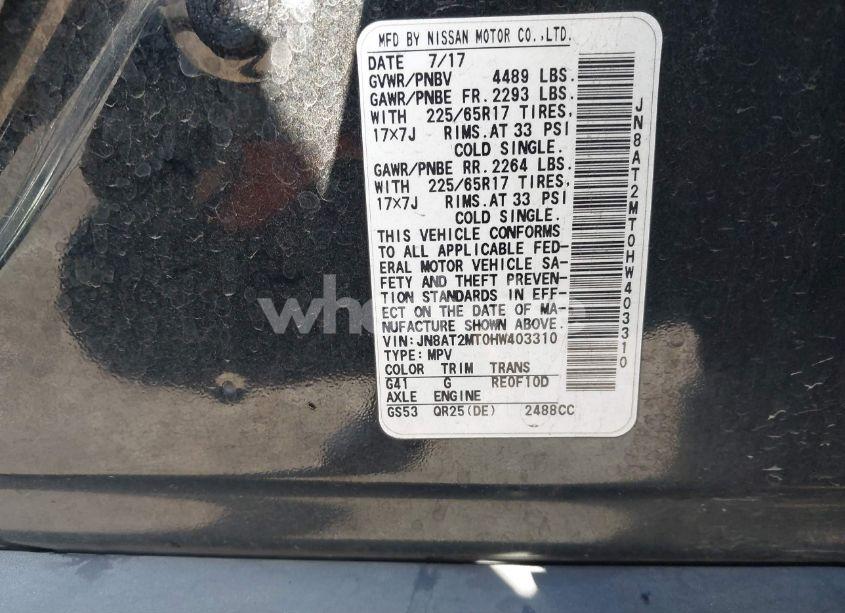 MFD BY NISSAN MOTOR CO.,LTD.
DATE 7/17
GVWR/PNBV 4489 LBS.
GAWR/PNBE FR. 2293 LBS.
WITH 225/65R17 TIRES,
17×7J RIMS.AT 33 PSI
COLD SINGLE.
GAWR/PNBE RR. 2264 LBS.
WITH 225/65R17 TIRES,
17×7J RIMS.AT 33 PSI
COLD SINGLE.
THIS VEHICLE CONFORMS
TO ALL APPLICABLE FED-
ERAL MOTOR VEHICLE SA-
FETY AND THEFT PREVEN-
TION STANDARDS IN EFF-
ECT ON THE DATE OF MA-
NUFACTURE SHOWN ABOVE.
VIN:JN8AT2MT0HW403310
TYPE: MPV
COLOR TRIM TRANS
G41 G RE0F10D
AXLE ENGINE
GS53 QR25(DE) 2488CC
JN8AT2MT0HW403310